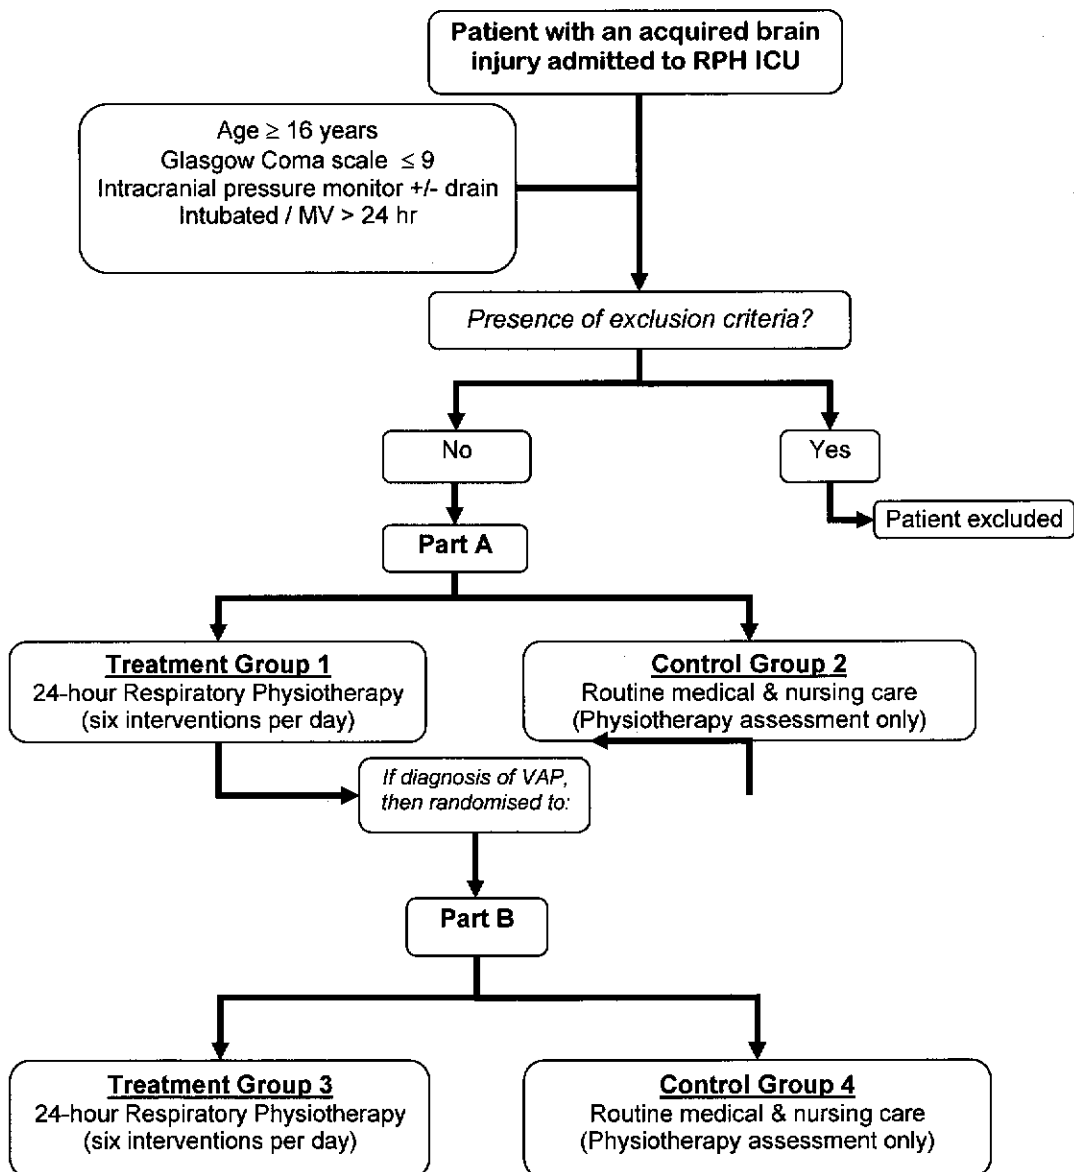 Patient with an acquired brain
injury admitted to RPH ICU
Age ≥ 16 years
Glasgow Coma scale ≤ 9
Intracranial pressure monitor +/- drain
Intubated / MV > 24 hr
Presence of exclusion criteria?
No
Yes
Patient excluded
Part A
Treatment Group 1
24-hour Respiratory Physiotherapy
(six interventions per day)
Control Group 2
Routine medical & nursing care
(Physiotherapy assessment only)
If diagnosis of VAP,
then randomised to:
Part B
Treatment Group 3
24-hour Respiratory Physiotherapy
(six interventions per day)
Control Group 4
Routine medical & nursing care
(Physiotherapy assessment only)